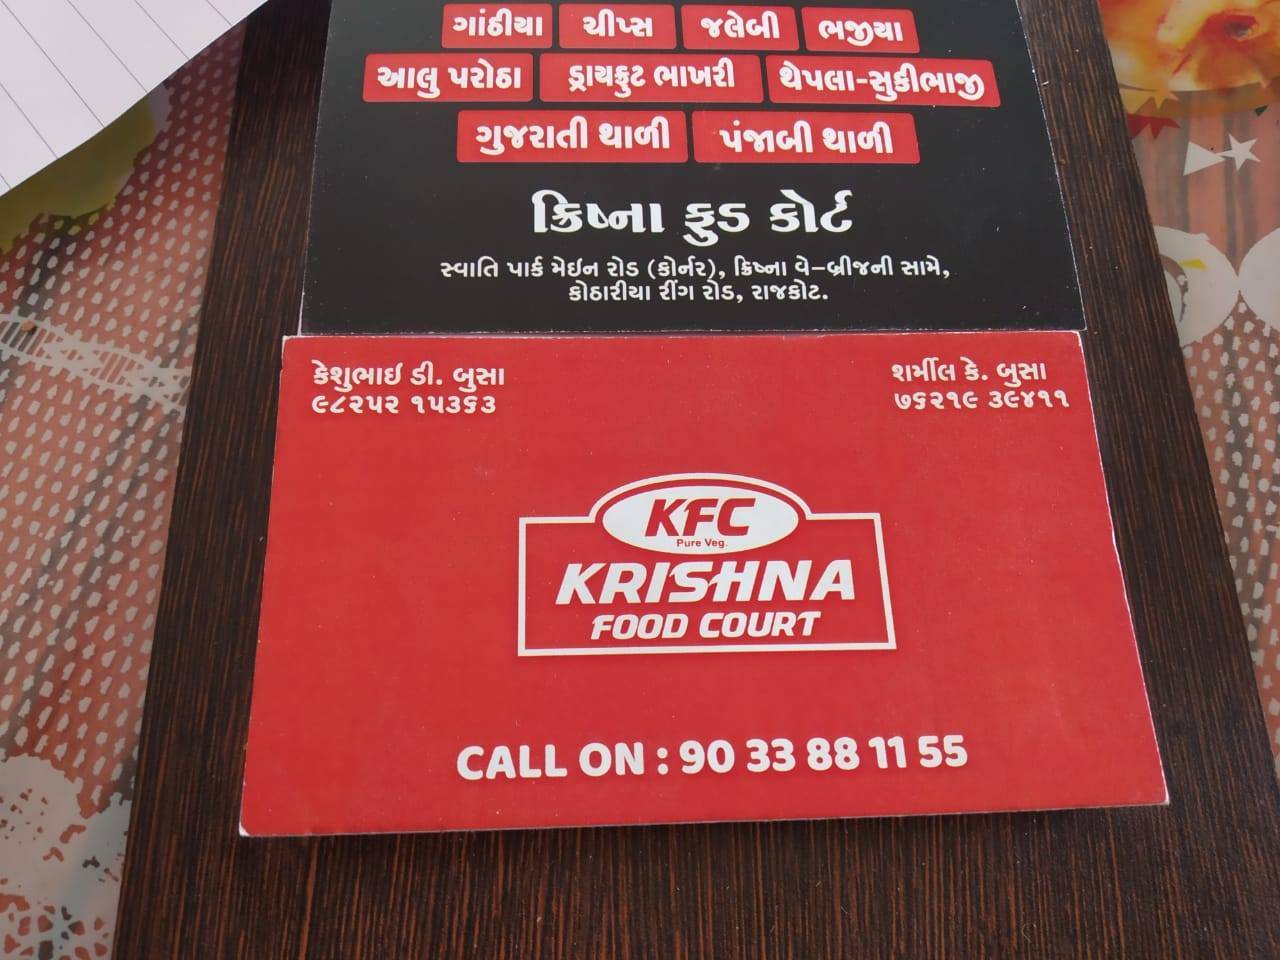 ગાંઠીયા ચીપ્સ જલેબી ભજીયા
આલુ પરોઠા ડ્રાયફ્રુટ ભાખરી થેપલા-સુકીભાજી
ગુજરાતી થાળી પંજાબી થાળી
ક્રિષ્ના ફુડ કોર્ટ
સ્વાતિ પાર્ક મેઈન રોડ (કોર્નર), ક્રિષ્ના વે-બ્રીજની સામે,
કોઠારીયા રીંગ રોડ, રાજકોટ.
કેશુભાઈ ડી. બુસા
૯૮૨૫૨ ૧૫૩૬૩
શર્મીલ કે. બુસા
૭૬૨૧૯ ૩૯૪૧૧
KFC
Pure Veg.
KRISHNA
FOOD COURT
CALL ON : 90 33 88 11 55